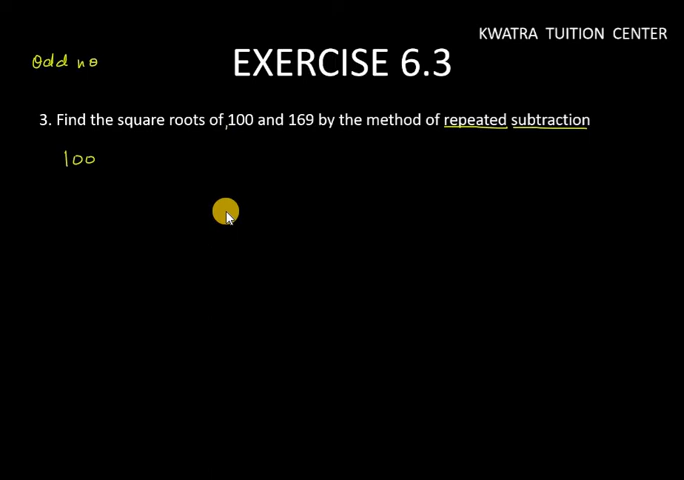 KWATRA TUITION CENTER
Odd no
EXERCISE 6.3
3. Find the square roots of 100 and 169 by the method of repeated subtraction
100